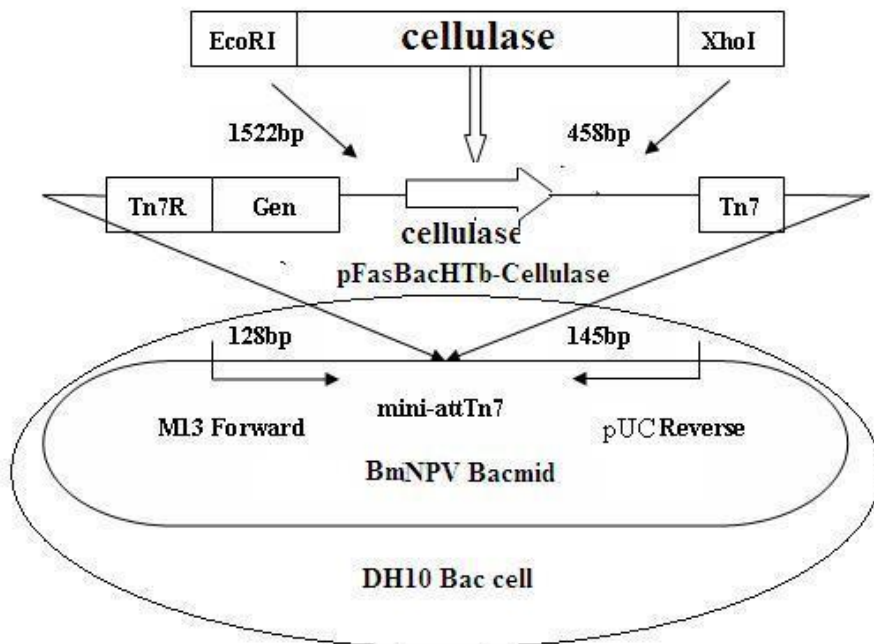 EcoRI cellulase XhoI
1522bp 458bp
Tn7R Gen Tn7
cellulase
pFasBacHTb-Cellulase
128bp 145bp
mini-attTn7
M13 Forward pUC Reverse
BmNPV Bacmid
DH10 Bac cell